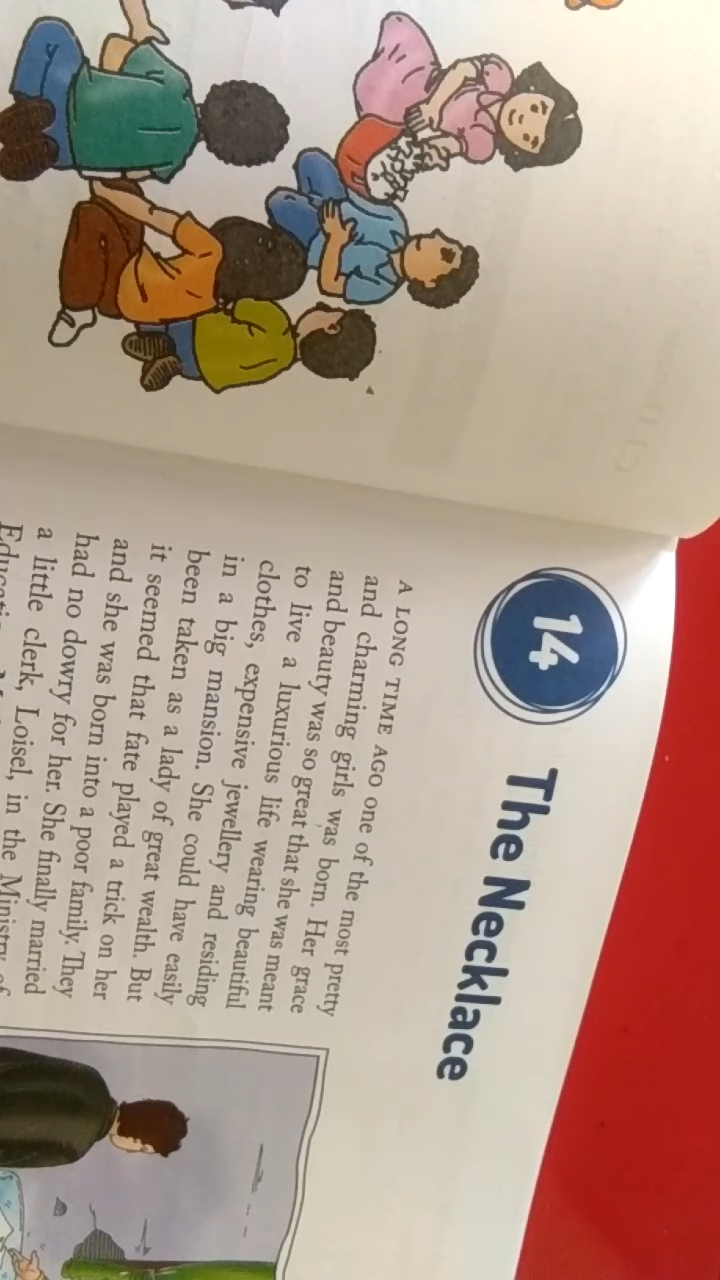 14
The Necklace
A LONG TIME AGO one of the most pretty
and charming girls was born. Her grace
and beauty was so great that she was meant
to live a luxurious life wearing beautiful
clothes, expensive jewellery and residing
in a big mansion. She could have easily
been taken as a lady of great wealth. But
it seemed that fate played a trick on her
and she was born into a poor family. They
had no dowry for her. She finally married
a little clerk, Loisel, in the Ministry of